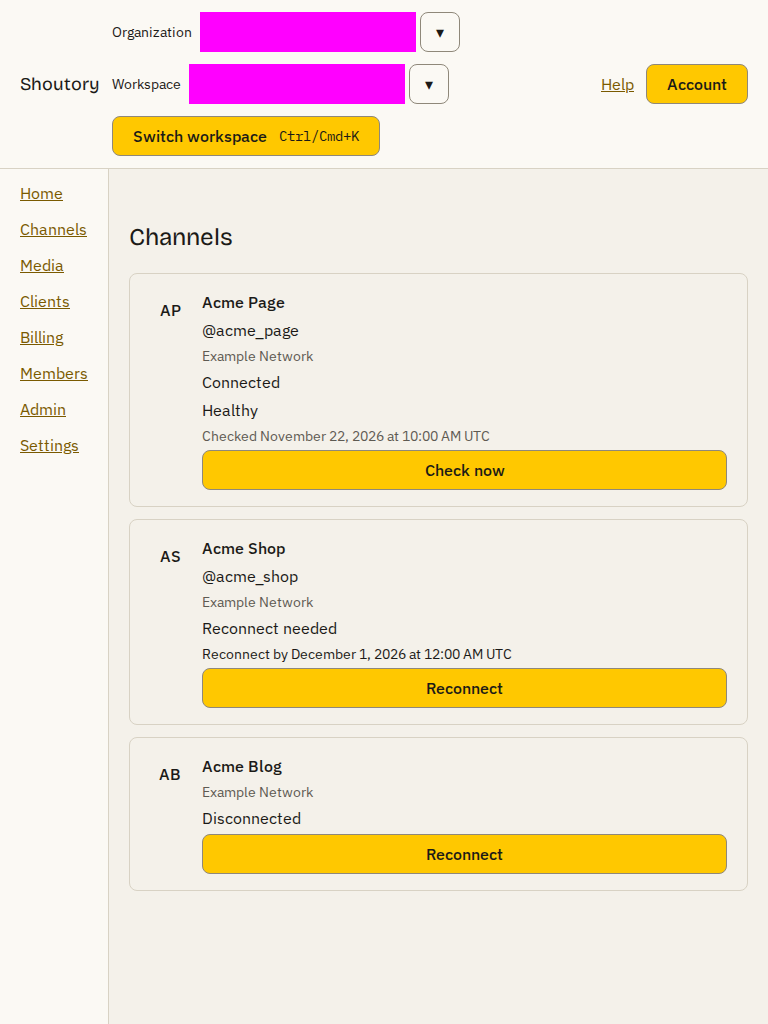 Organization ▼
Shoutory Workspace ▼ Help Account
Switch workspace Ctrl/Cmd+K
Home
Channels
Media
Clients
Billing
Members
Admin
Settings
Channels
AP Acme Page
@acme_page
Example Network
Connected
Healthy
Checked November 22, 2026 at 10:00 AM UTC
Check now
AS Acme Shop
@acme_shop
Example Network
Reconnect needed
Reconnect by December 1, 2026 at 12:00 AM UTC
Reconnect
AB Acme Blog
Example Network
Disconnected
Reconnect